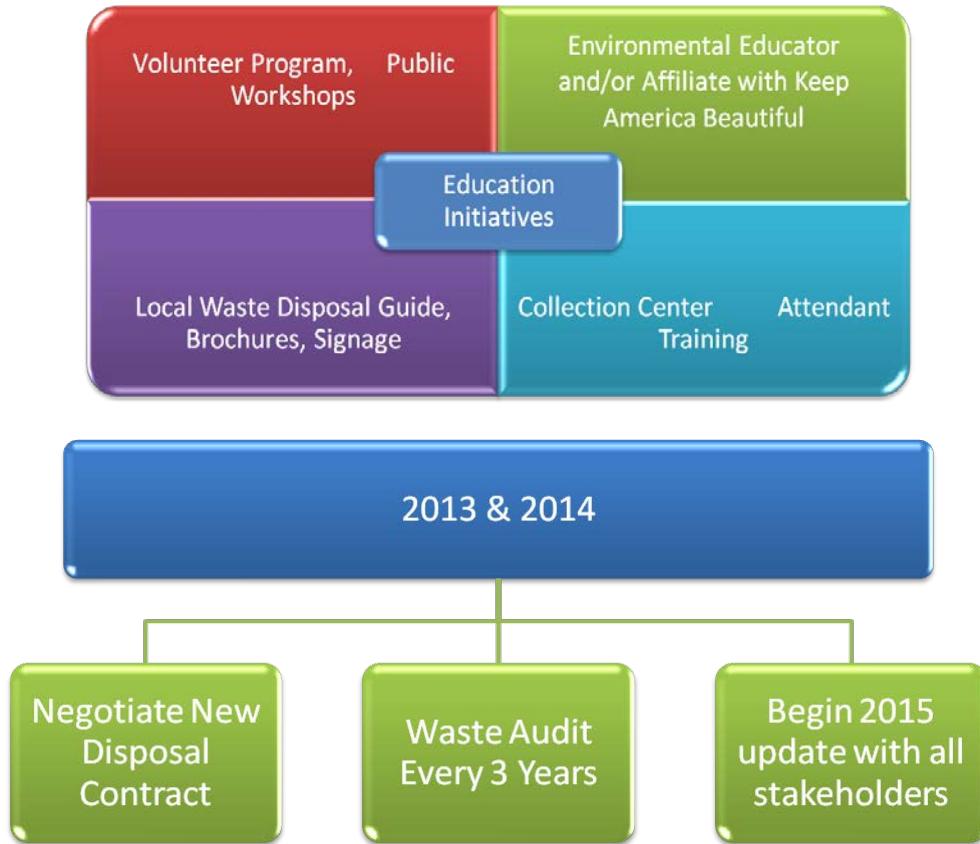 Volunteer Program, Public
Workshops
Environmental Educator
and/or Affiliate with Keep
America Beautiful
Education
Initiatives
Local Waste Disposal Guide,
Brochures, Signage
Collection Center Attendant
Training
2013 & 2014
Negotiate New
Disposal
Contract
Waste Audit
Every 3 Years
Begin 2015
update with all
stakeholders